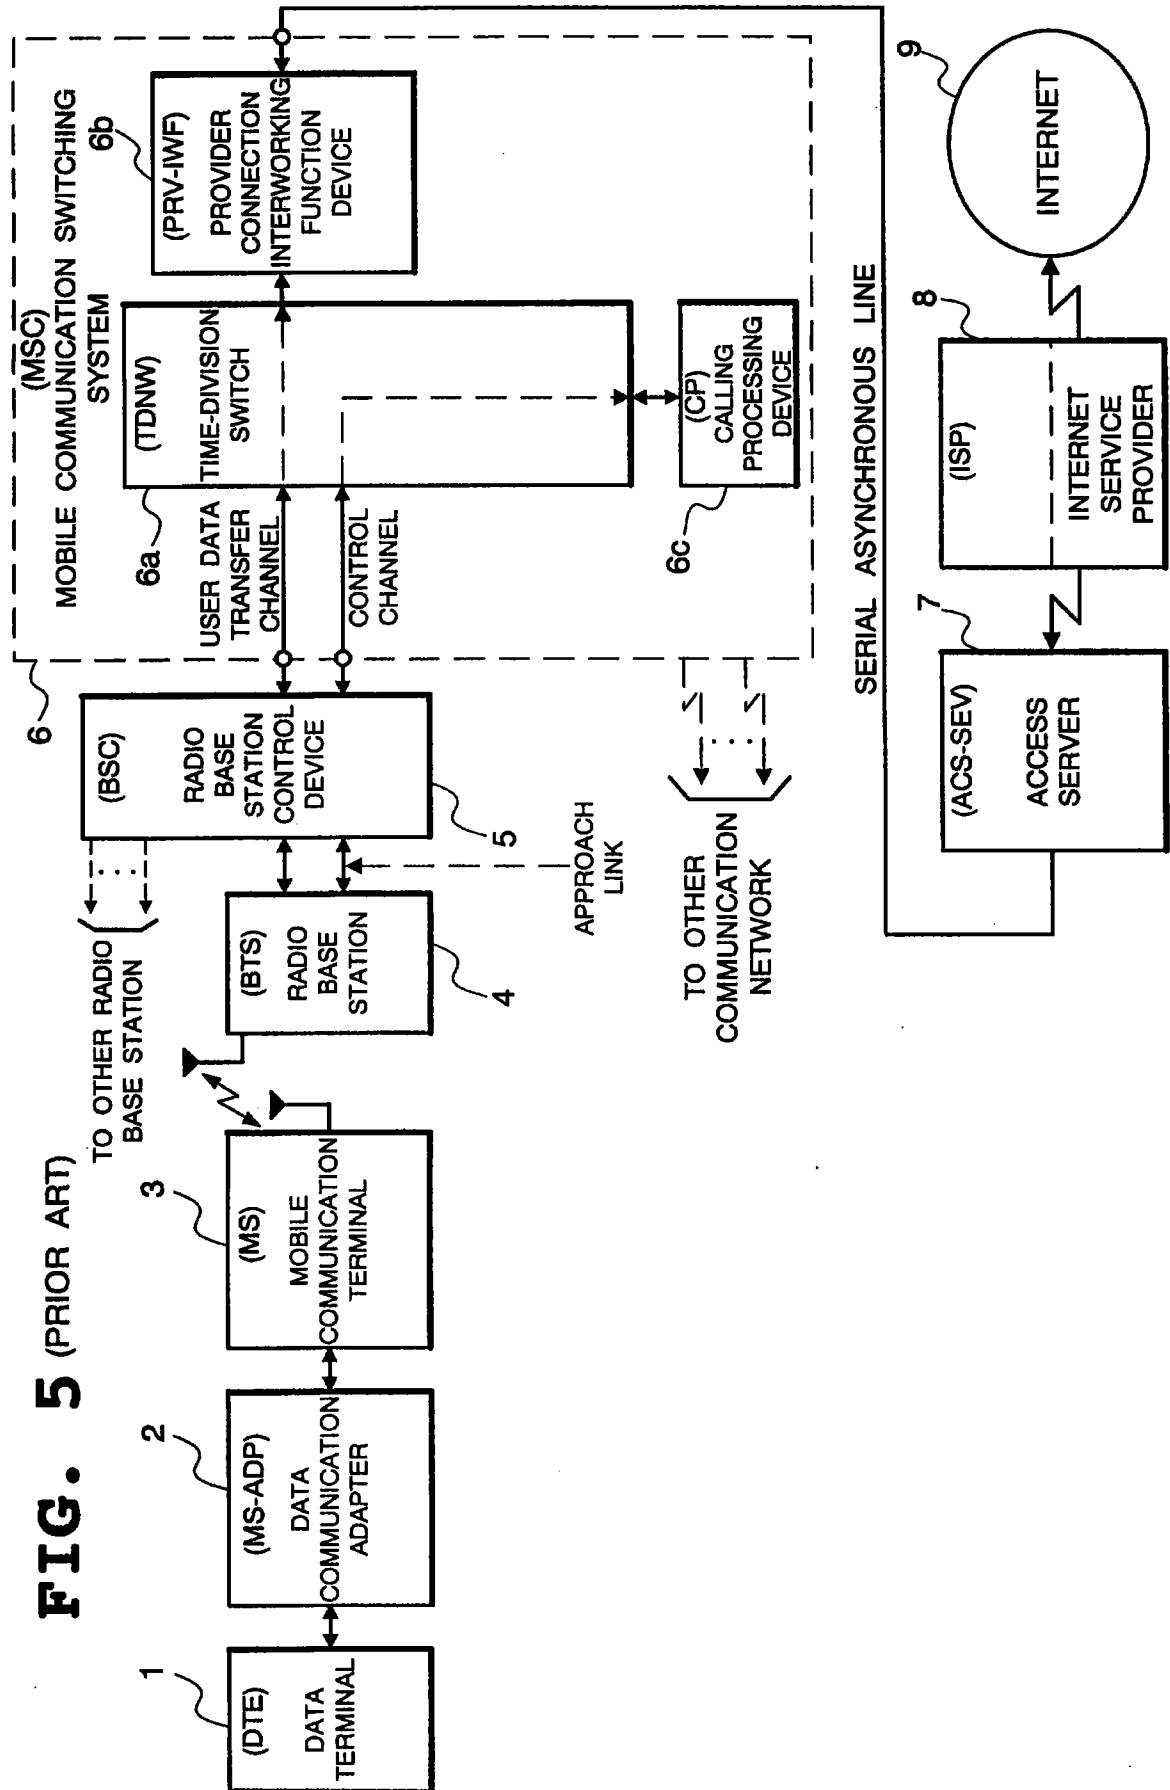 FIG. 5 (PRIOR ART)
1
(DTE)
DATA
TERMINAL
2
(MS-ADP)
DATA
COMMUNICATION
ADAPTER
3
(MS)
MOBILE
COMMUNICATION
TERMINAL
TO OTHER RADIO
BASE STATION
(BTS)
RADIO
BASE
STATION
4
APPROACH
LINK
(BSC)
RADIO
BASE
STATION
CONTROL
DEVICE
5
6
(MSC)
MOBILE COMMUNICATION SWITCHING
SYSTEM
USER DATA
TRANSFER
CHANNEL
CONTROL
CHANNEL
6a
(TDNW)
TIME-DIVISION
SWITCH
6b
(PRV-IWF)
PROVIDER
CONNECTION
INTERWORKING
FUNCTION
DEVICE
6c
(CP)
CALLING
PROCESSING
DEVICE
TO OTHER
COMMUNICATION
NETWORK
SERIAL ASYNCHRONOUS LINE
7
(ACS-SEV)
ACCESS
SERVER
8
(ISP)
INTERNET
SERVICE
PROVIDER
9
INTERNET